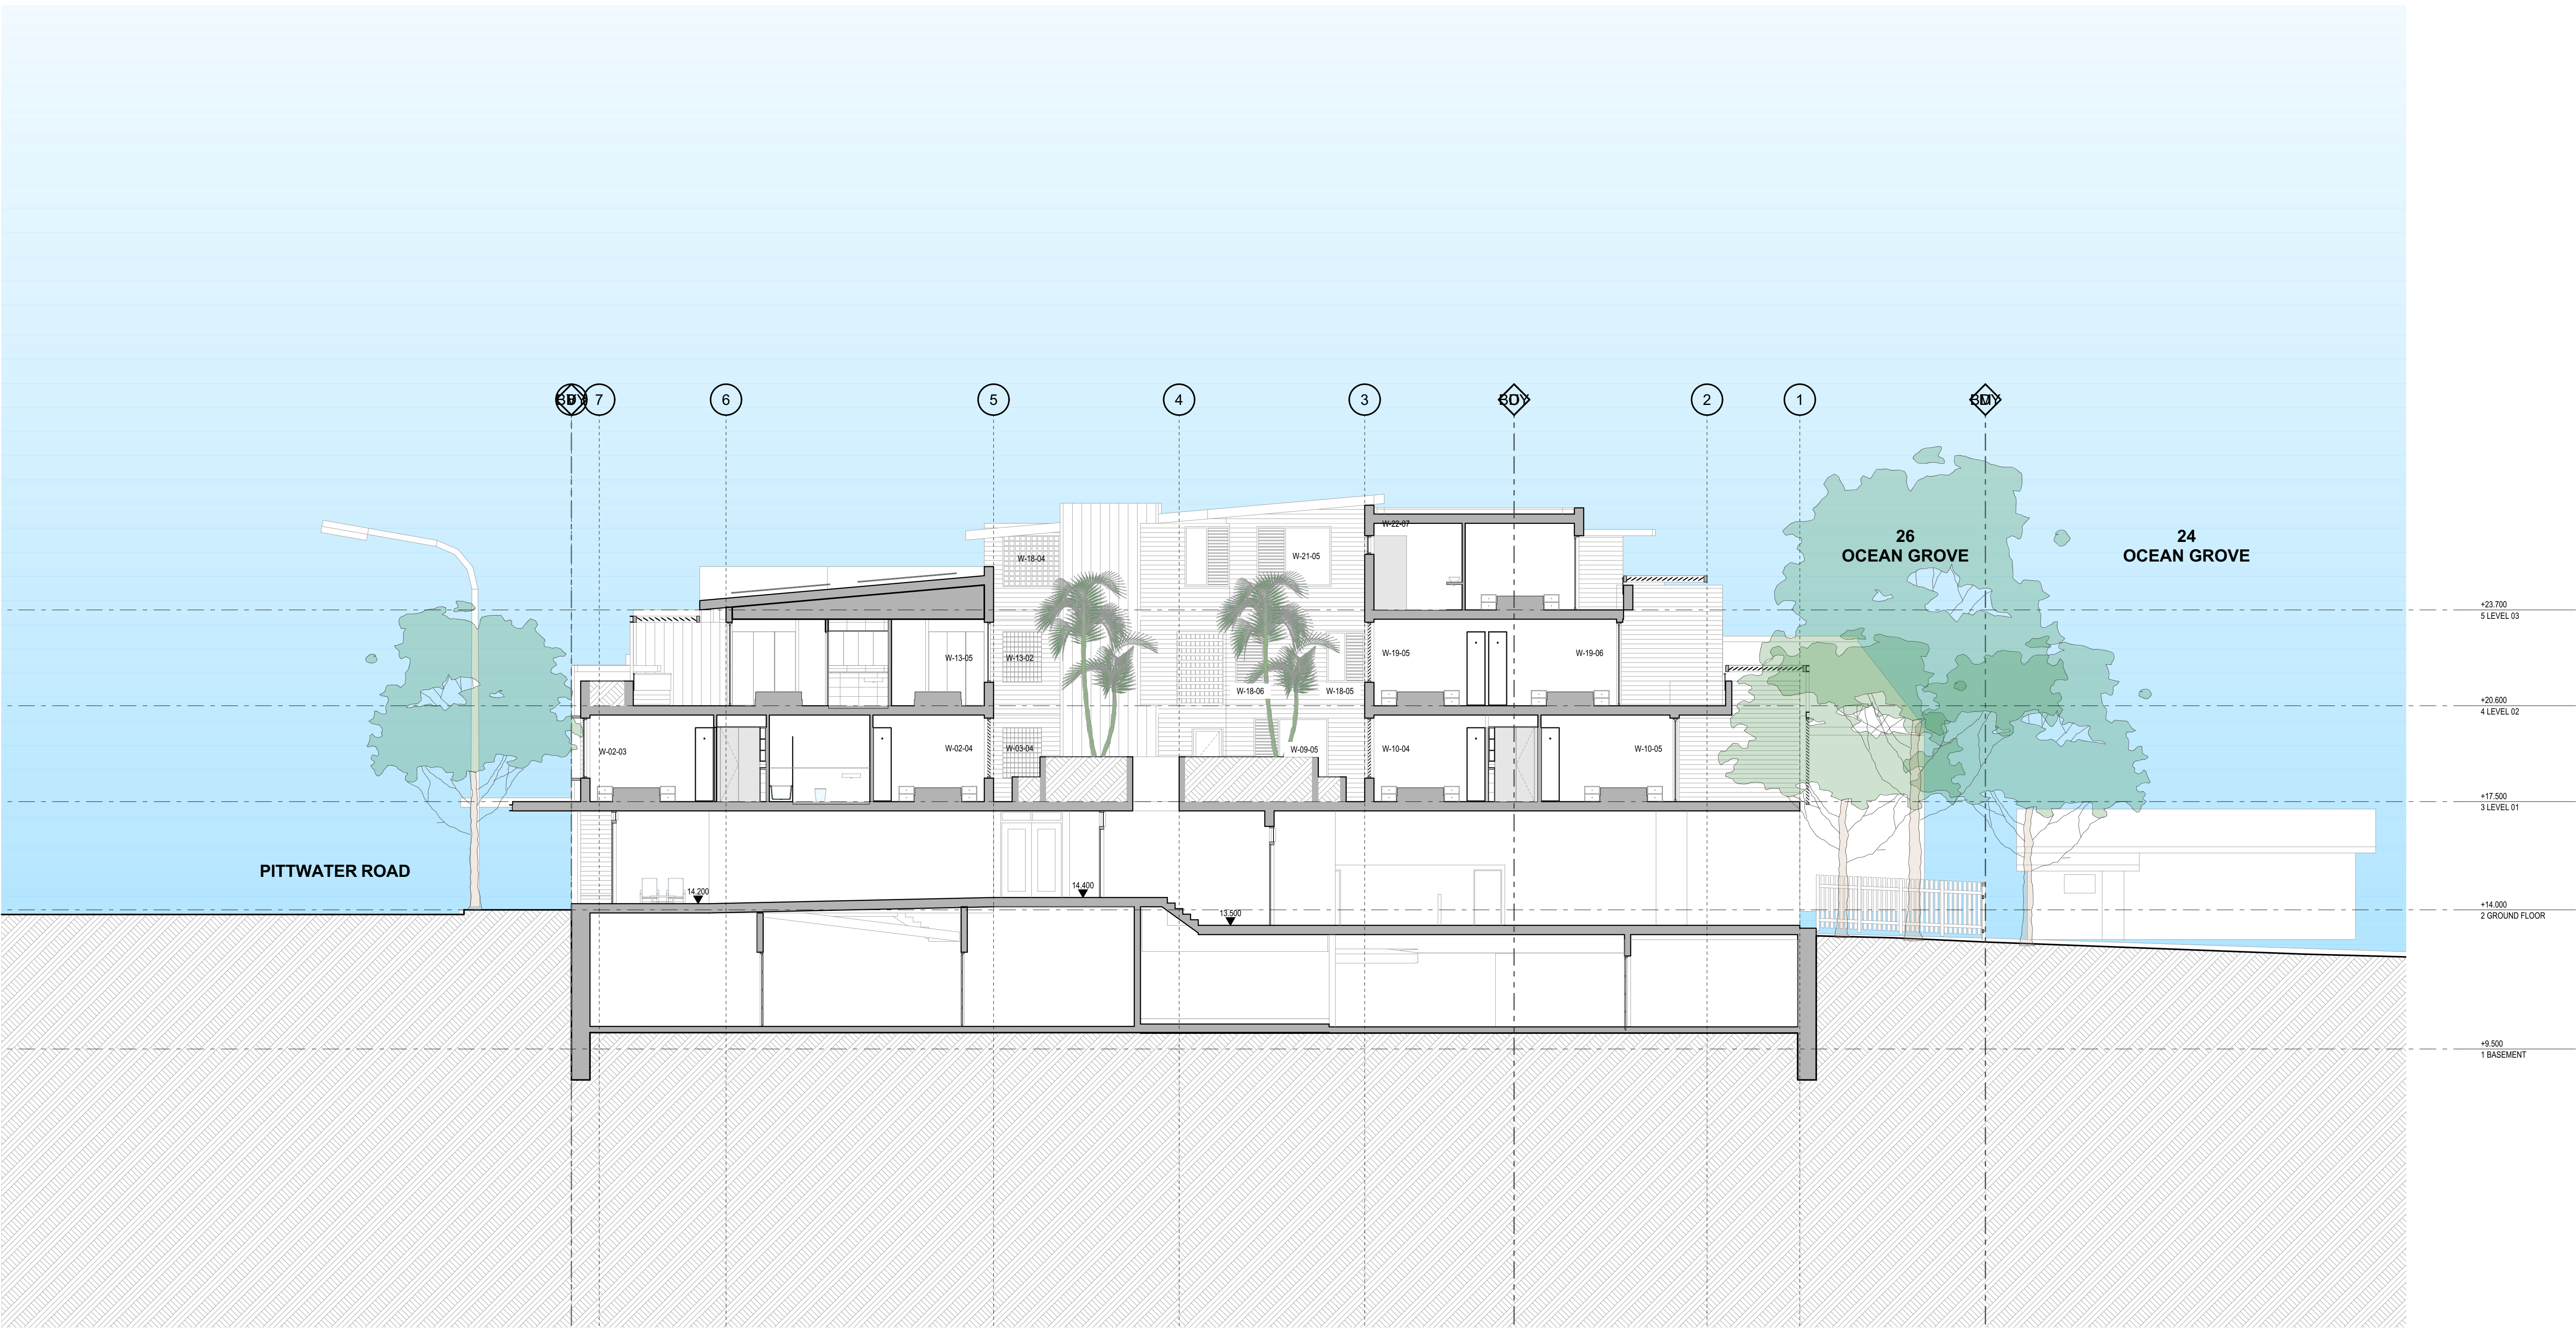 7
6
5
4
3
BDY
2
1
BDY
26
OCEAN GROVE
24
OCEAN GROVE
W-22-07
W-18-04
W-21-05
+23.700
5 LEVEL 03
W-13-05
W-13-02
W-19-05
W-19-06
W-18-06
W-18-05
+20.600
4 LEVEL 02
W-02-03
W-02-04
W-03-04
W-09-05
W-10-04
W-10-05
+17.500
3 LEVEL 01
PITTWATER ROAD
14.200
14.400
13.500
+14.000
2 GROUND FLOOR
+9.500
1 BASEMENT